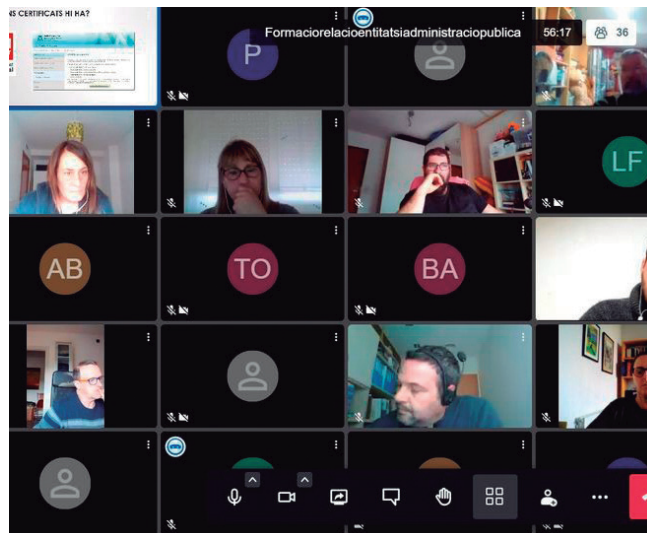 NS CERTIFICATS HI HA?
Formaciorelacioentitatsiadministraciopublica
56:17
36
P
LF
AB
TO
BA